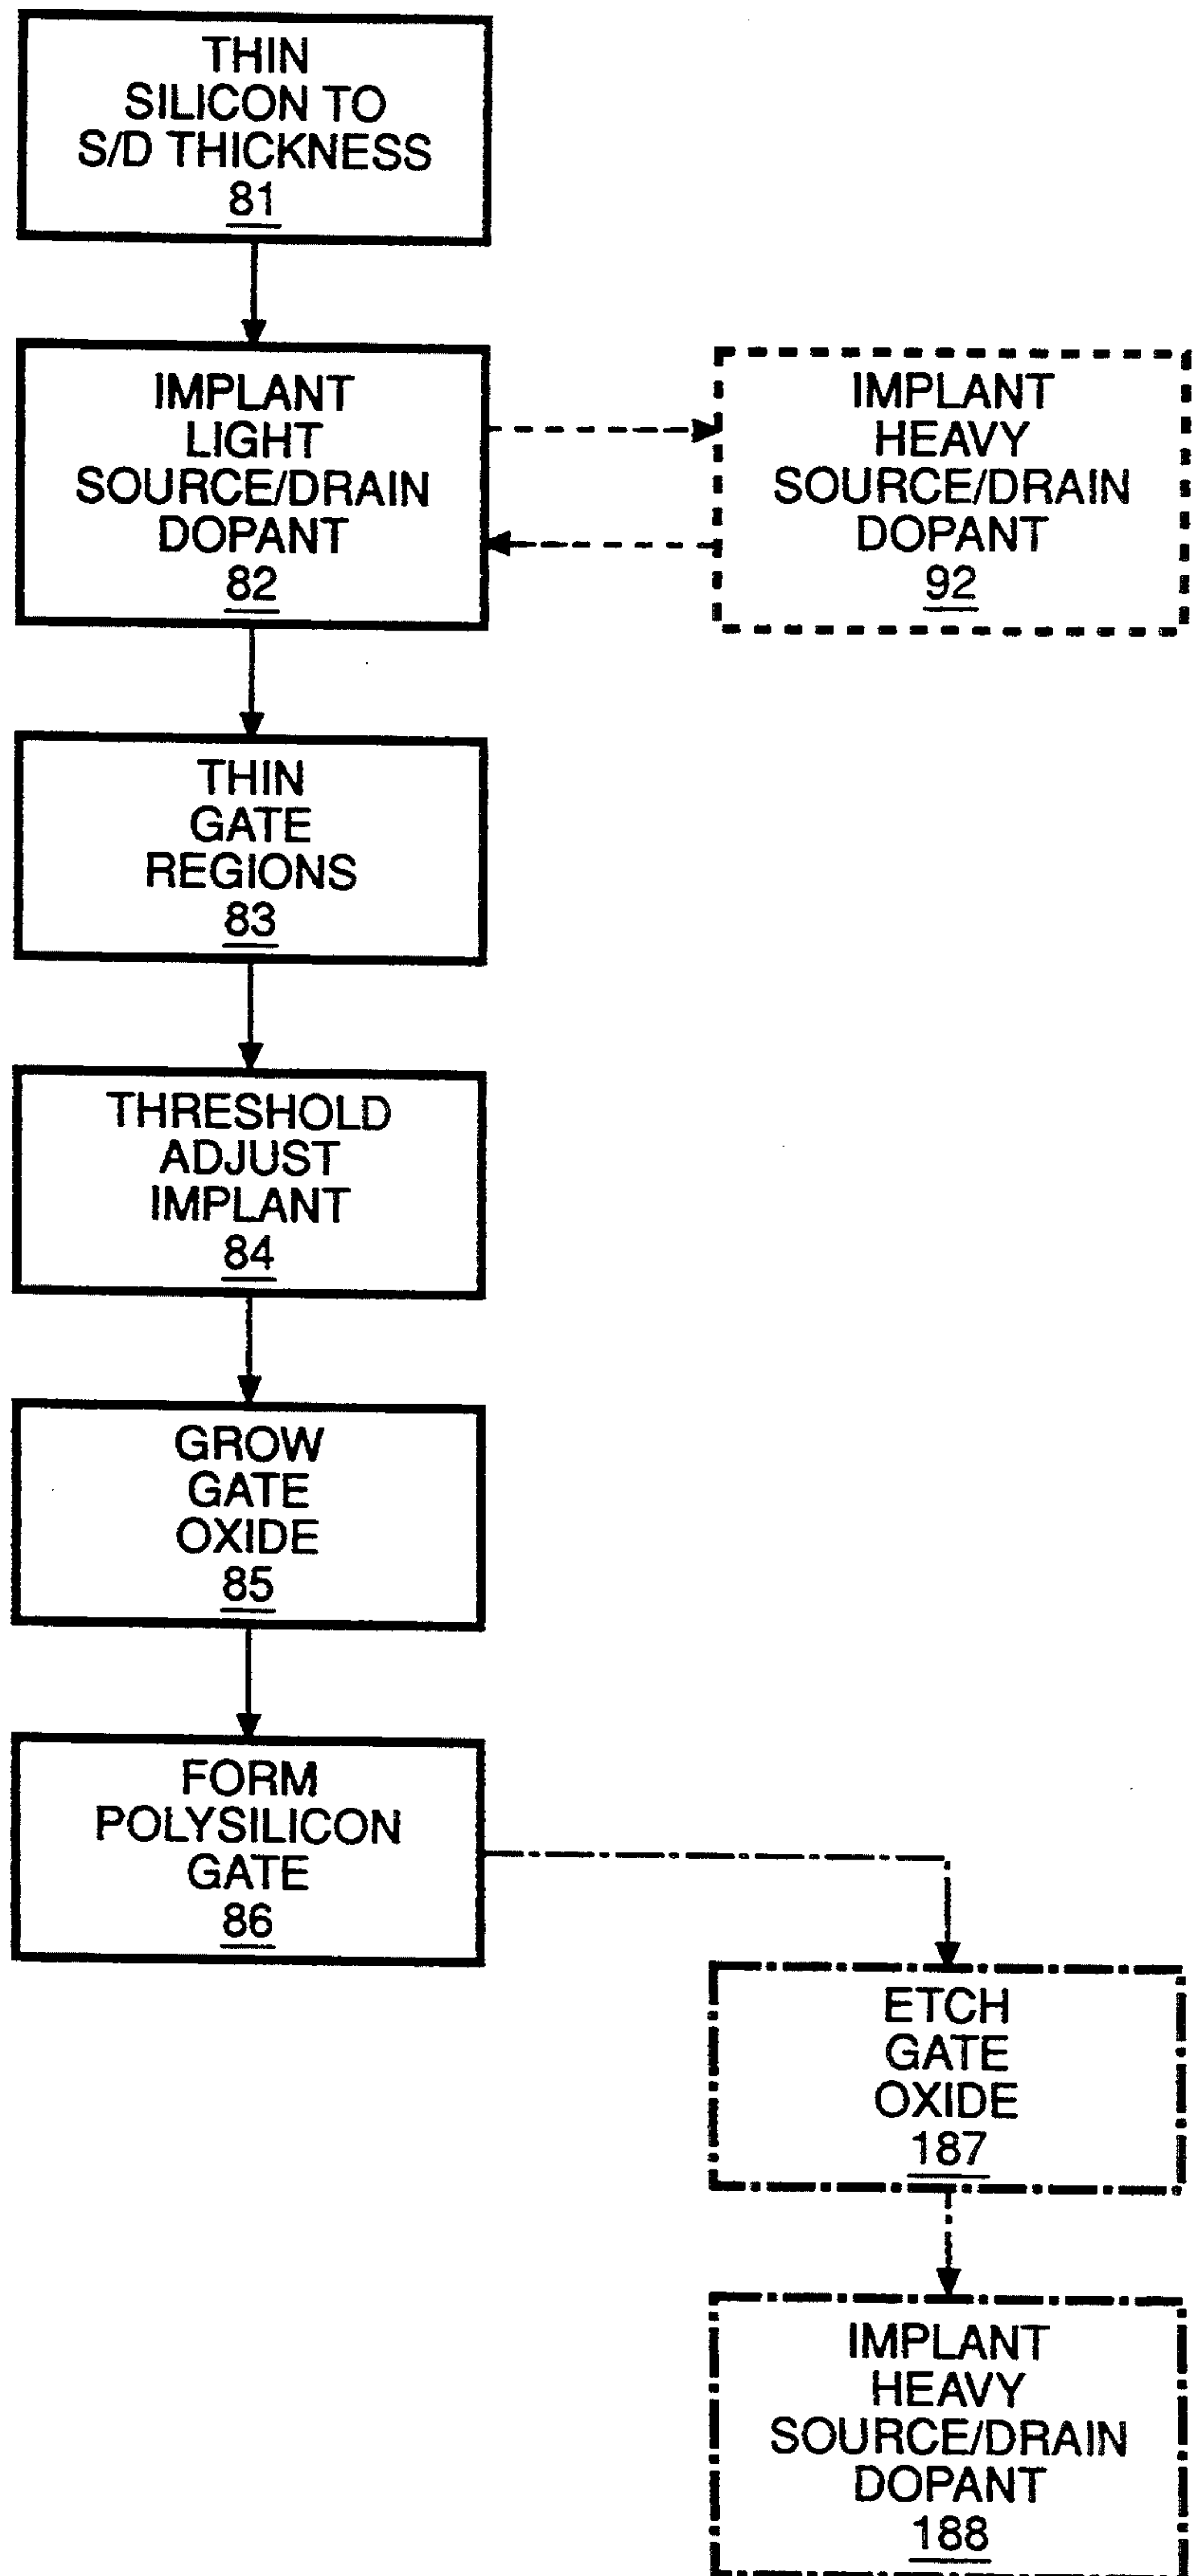 THIN
SILICON TO
S/D THICKNESS
81
IMPLANT
LIGHT
SOURCE/DRAIN
DOPANT
82
IMPLANT
HEAVY
SOURCE/DRAIN
DOPANT
92
THIN
GATE
REGIONS
83
THRESHOLD
ADJUST
IMPLANT
84
GROW
GATE
OXIDE
85
FORM
POLYSILICON
GATE
86
ETCH
GATE
OXIDE
187
IMPLANT
HEAVY
SOURCE/DRAIN
DOPANT
188